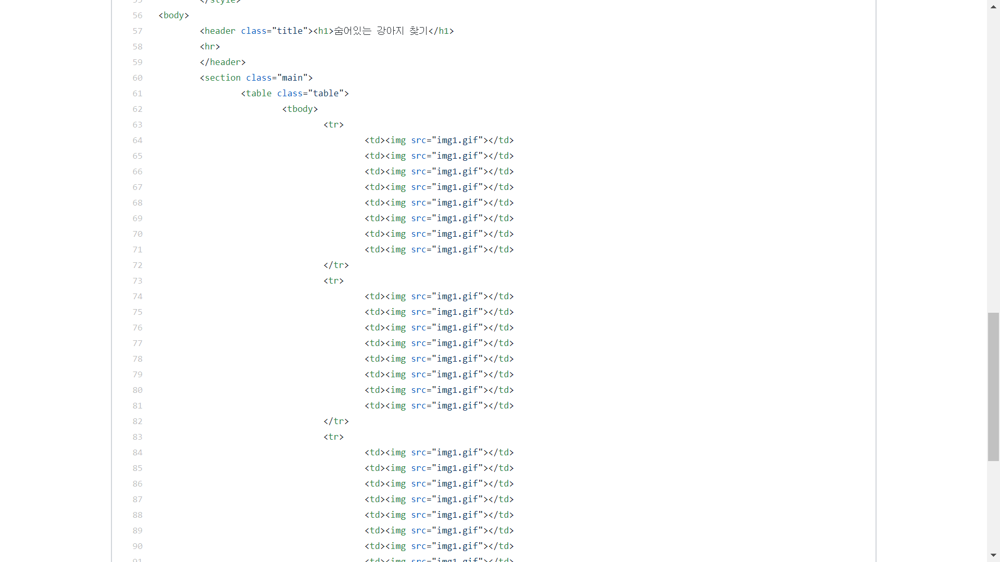 55 </style>
56 <body>
57 <header class="title"><h1>숨어있는 강아지 찾기</h1>
58 <hr>
59 </header>
60 <section class="main">
61 <table class="table">
62 <tbody>
63 <tr>
64 <td><img src="img1.gif"></td>
65 <td><img src="img1.gif"></td>
66 <td><img src="img1.gif"></td>
67 <td><img src="img1.gif"></td>
68 <td><img src="img1.gif"></td>
69 <td><img src="img1.gif"></td>
70 <td><img src="img1.gif"></td>
71 <td><img src="img1.gif"></td>
72 </tr>
73 <tr>
74 <td><img src="img1.gif"></td>
75 <td><img src="img1.gif"></td>
76 <td><img src="img1.gif"></td>
77 <td><img src="img1.gif"></td>
78 <td><img src="img1.gif"></td>
79 <td><img src="img1.gif"></td>
80 <td><img src="img1.gif"></td>
81 <td><img src="img1.gif"></td>
82 </tr>
83 <tr>
84 <td><img src="img1.gif"></td>
85 <td><img src="img1.gif"></td>
86 <td><img src="img1.gif"></td>
87 <td><img src="img1.gif"></td>
88 <td><img src="img1.gif"></td>
89 <td><img src="img1.gif"></td>
90 <td><img src="img1.gif"></td>
91 <td><img src="img1.gif"></td>